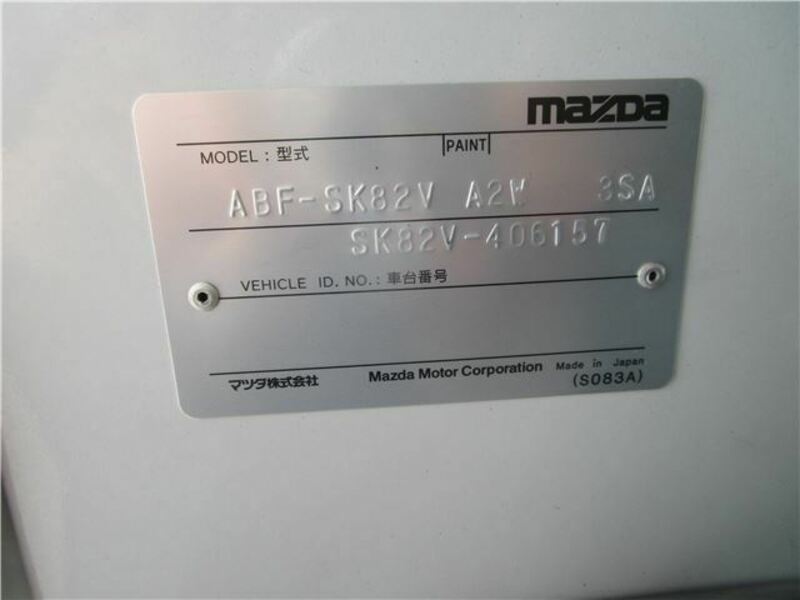 mazda
MODEL : 型式 PAINT
ABF-SK82V A2W 3SA
SK82V-406157
VEHICLE ID. NO. : 車台番号
マツダ株式会社 Mazda Motor Corporation Made in Japan
(S083A)